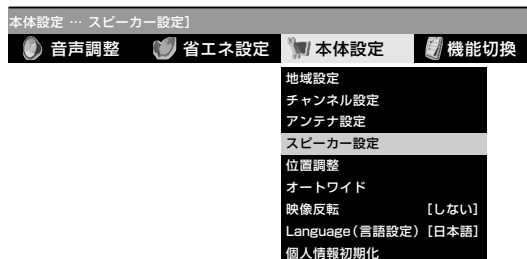 本体設定 … スピーカー設定]
音声調整 省エネ設定 本体設定 機能切換
地域設定
チャンネル設定
アンテナ設定
スピーカー設定
位置調整
オートワイド
映像反転 [しない]
Language(言語設定) [日本語]
個人情報初期化